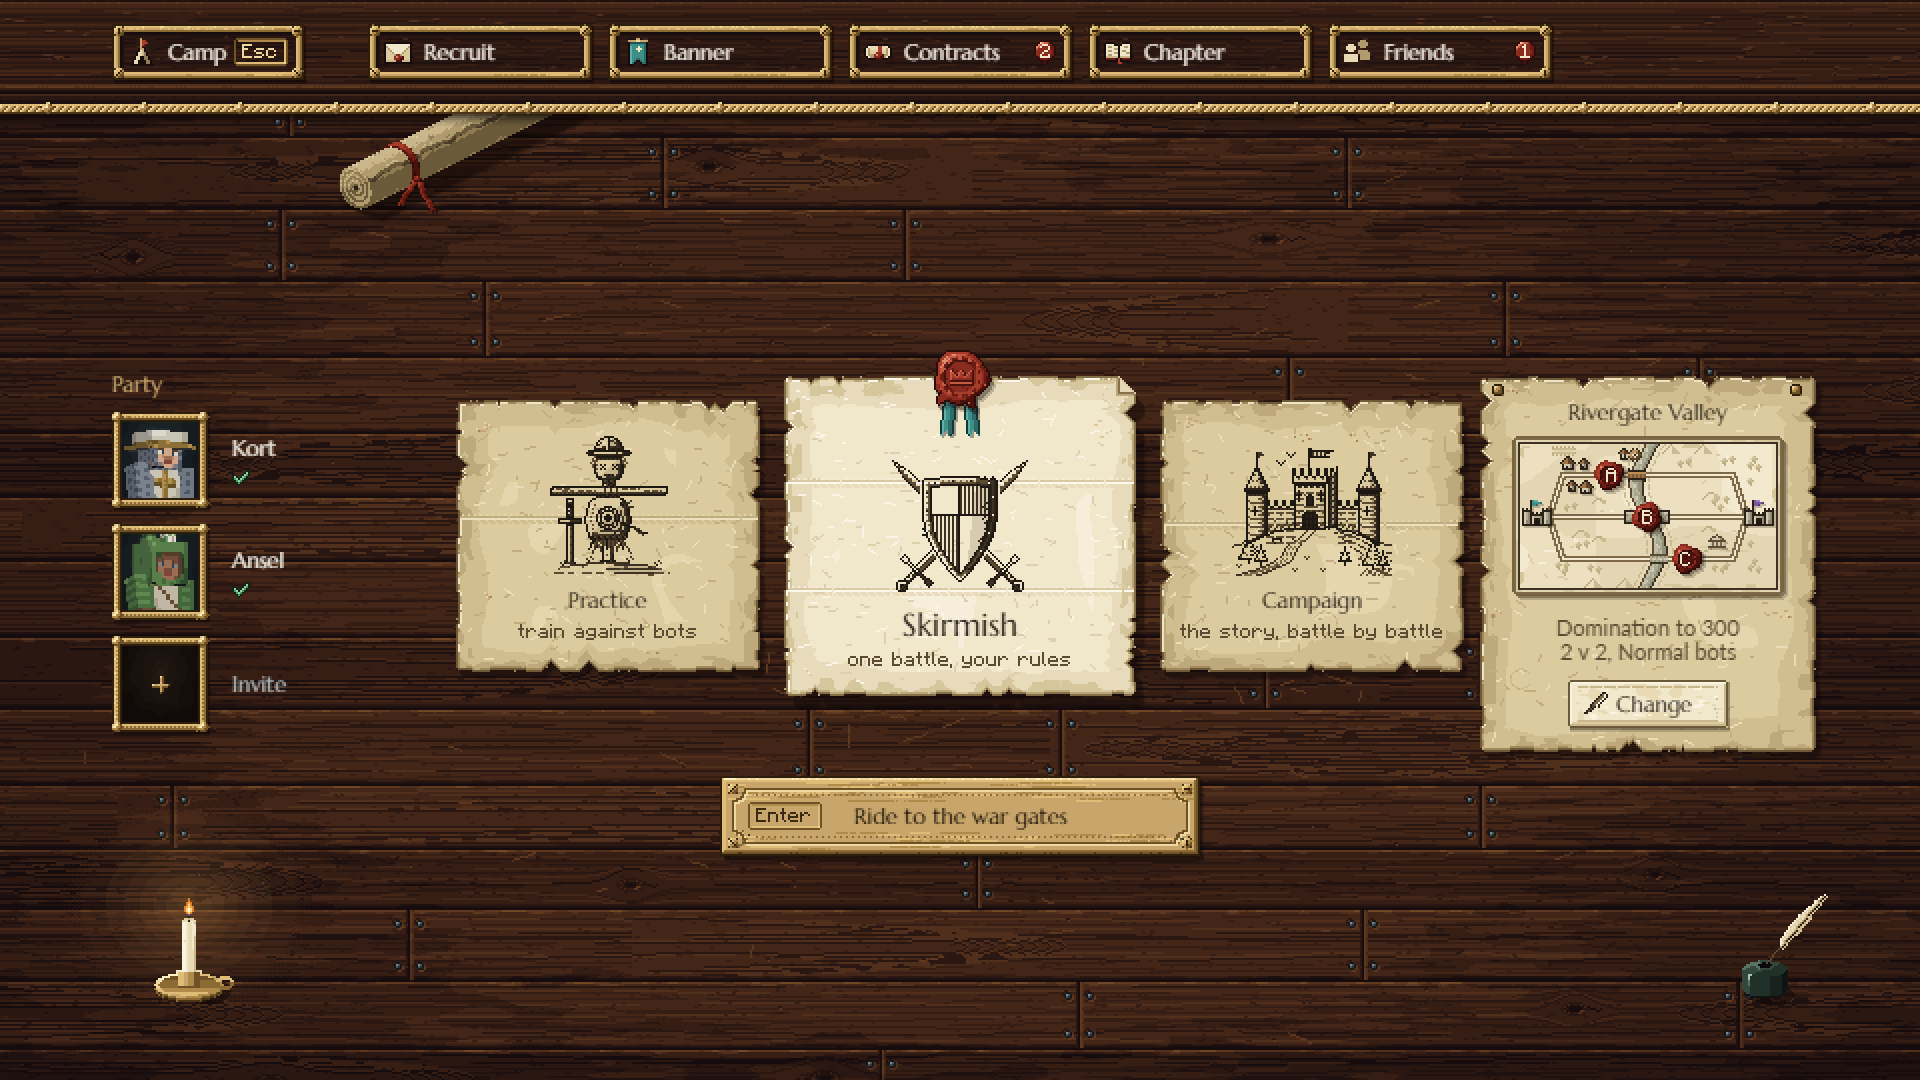 Camp Esc
Recruit
Banner
Contracts 2
Chapter
Friends 1
Party
Kort
Ansel
Invite
Practice
train against bots
Skirmish
one battle, your rules
Campaign
the story, battle by battle
Rivergate Valley
A
B
C
Domination to 300
2 v 2, Normal bots
Change
Enter Ride to the war gates